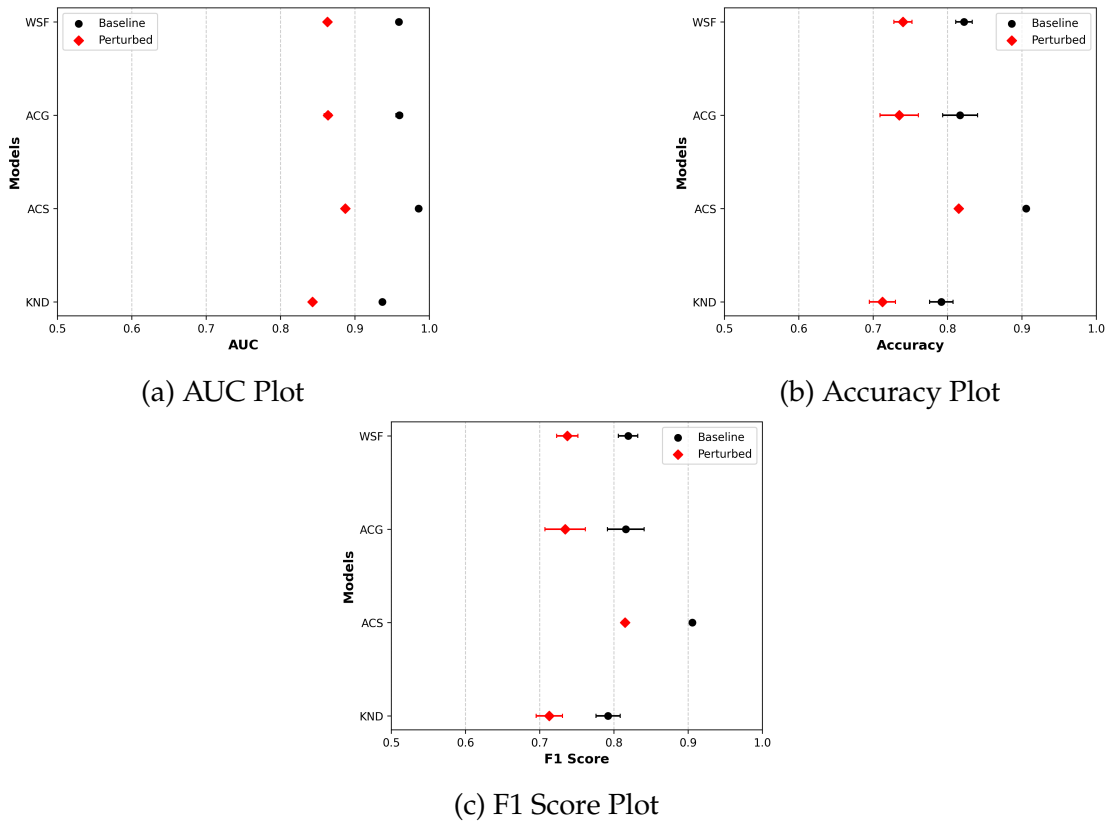 WSF
Baseline
Perturbed
ACG
Models
ACS
KND
0.5 0.6 0.7 0.8 0.9 1.0
AUC
(a) AUC Plot
WSF
Baseline
Perturbed
ACG
Models
ACS
KND
0.5 0.6 0.7 0.8 0.9 1.0
Accuracy
(b) Accuracy Plot
WSF
Baseline
Perturbed
ACG
Models
ACS
KND
0.5 0.6 0.7 0.8 0.9 1.0
F1 Score
(c) F1 Score Plot